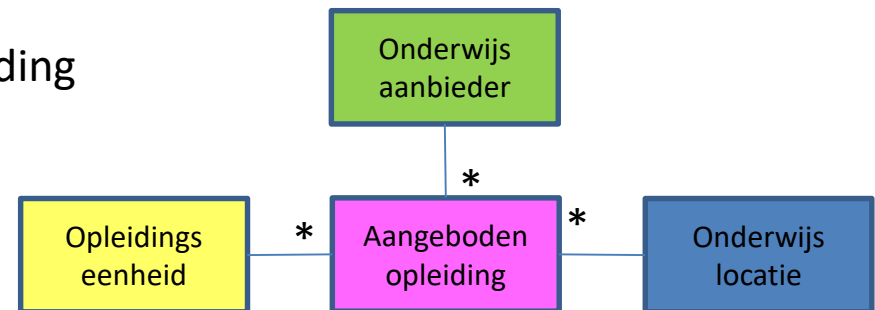 ding
Onderwijs
aanbieder
*
Opleidings
eenheid
*
Aangeboden
opleiding
*
Onderwijs
locatie